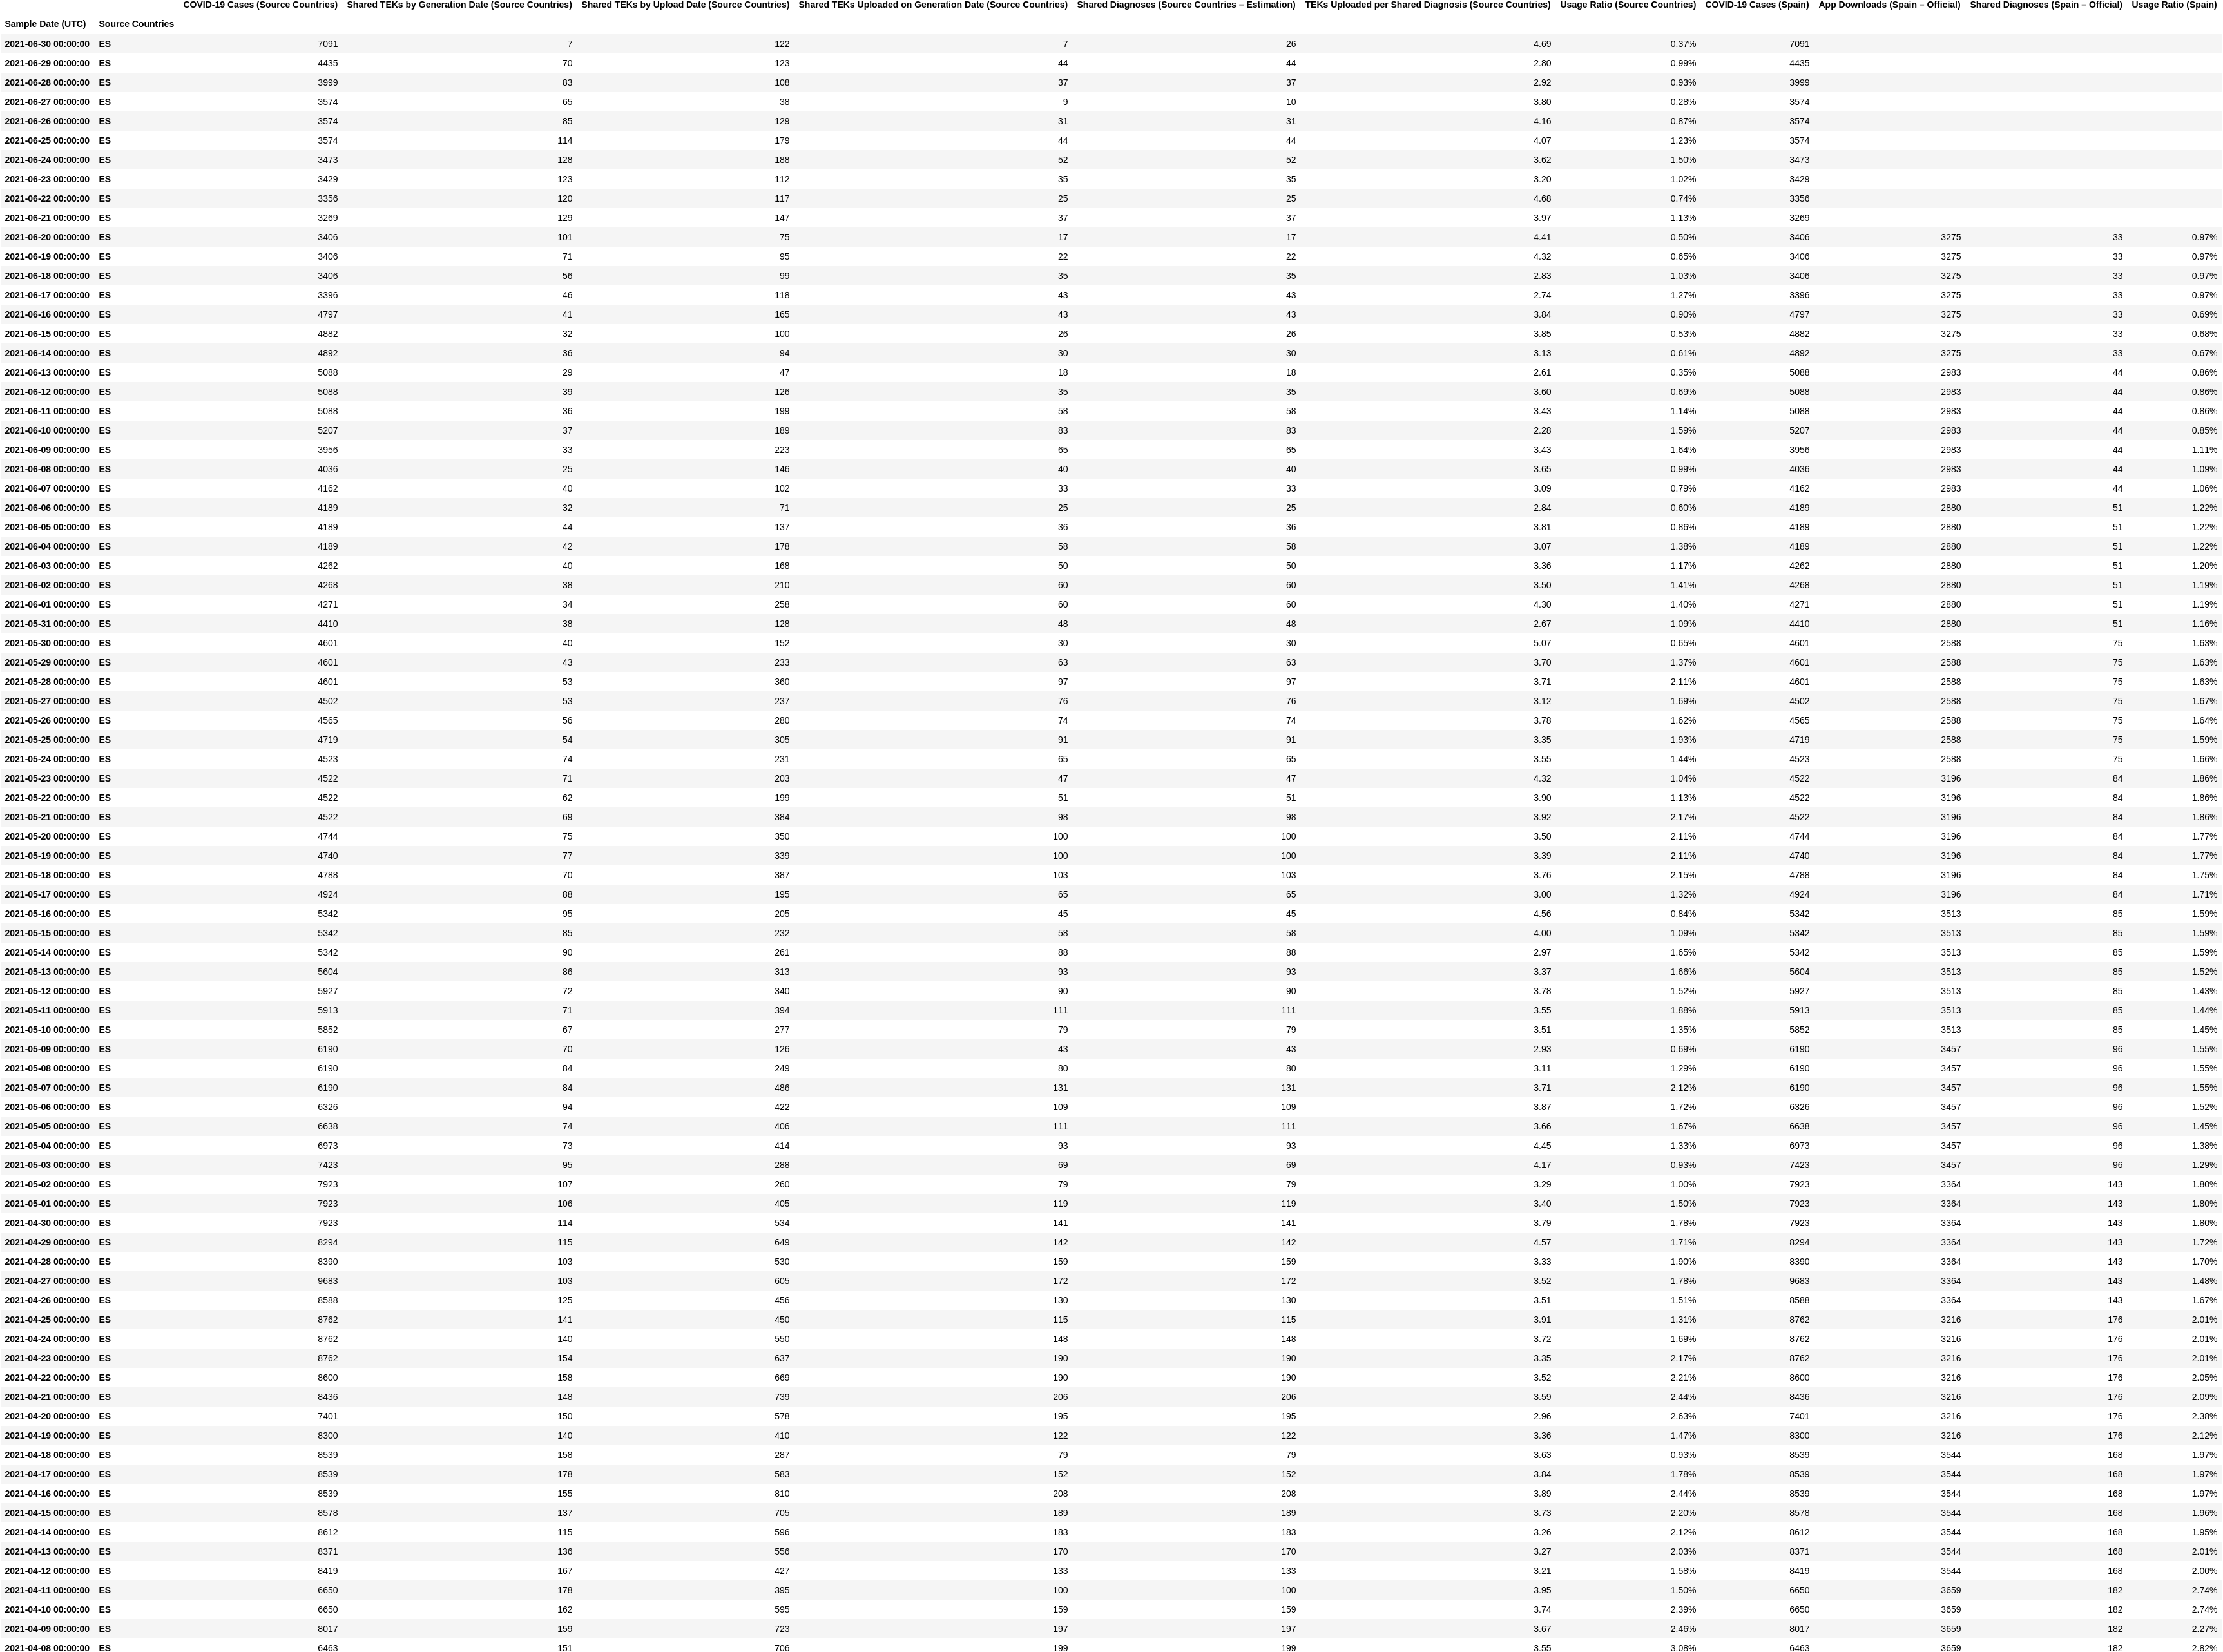 COVID-19 Cases (Source Countries) Shared TEKs by Generation Date (Source Countries) Shared TEKs by Upload Date (Source Countries) Shared TEKs Uploaded on Generation Date (Source Countries) Shared Diagnoses (Source Countries – Estimation) TEKs Uploaded per Shared Diagnosis (Source Countries) Usage Ratio (Source Countries) COVID-19 Cases (Spain) App Downloads (Spain – Official) Shared Diagnoses (Spain – Official) Usage Ratio (Spain)
Sample Date (UTC) Source Countries
2021-06-30 00:00:00 ES 7091 7 122 7 26 4.69 0.37% 7091
2021-06-29 00:00:00 ES 4435 70 123 44 44 2.80 0.99% 4435
2021-06-28 00:00:00 ES 3999 83 108 37 37 2.92 0.93% 3999
2021-06-27 00:00:00 ES 3574 65 38 9 10 3.80 0.28% 3574
2021-06-26 00:00:00 ES 3574 85 129 31 31 4.16 0.87% 3574
2021-06-25 00:00:00 ES 3574 114 179 44 44 4.07 1.23% 3574
2021-06-24 00:00:00 ES 3473 128 188 52 52 3.62 1.50% 3473
2021-06-23 00:00:00 ES 3429 123 112 35 35 3.20 1.02% 3429
2021-06-22 00:00:00 ES 3356 120 117 25 25 4.68 0.74% 3356
2021-06-21 00:00:00 ES 3269 129 147 37 37 3.97 1.13% 3269
2021-06-20 00:00:00 ES 3406 101 75 17 17 4.41 0.50% 3406 3275 33 0.97%
2021-06-19 00:00:00 ES 3406 71 95 22 22 4.32 0.65% 3406 3275 33 0.97%
2021-06-18 00:00:00 ES 3406 56 99 35 35 2.83 1.03% 3406 3275 33 0.97%
2021-06-17 00:00:00 ES 3396 46 118 43 43 2.74 1.27% 3396 3275 33 0.97%
2021-06-16 00:00:00 ES 4797 41 165 43 43 3.84 0.90% 4797 3275 33 0.69%
2021-06-15 00:00:00 ES 4882 32 100 26 26 3.85 0.53% 4882 3275 33 0.68%
2021-06-14 00:00:00 ES 4892 36 94 30 30 3.13 0.61% 4892 3275 33 0.67%
2021-06-13 00:00:00 ES 5088 29 47 18 18 2.61 0.35% 5088 2983 44 0.86%
2021-06-12 00:00:00 ES 5088 39 126 35 35 3.60 0.69% 5088 2983 44 0.86%
2021-06-11 00:00:00 ES 5088 36 199 58 58 3.43 1.14% 5088 2983 44 0.86%
2021-06-10 00:00:00 ES 5207 37 189 83 83 2.28 1.59% 5207 2983 44 0.85%
2021-06-09 00:00:00 ES 3956 33 223 65 65 3.43 1.64% 3956 2983 44 1.11%
2021-06-08 00:00:00 ES 4036 25 146 40 40 3.65 0.99% 4036 2983 44 1.09%
2021-06-07 00:00:00 ES 4162 40 102 33 33 3.09 0.79% 4162 2983 44 1.06%
2021-06-06 00:00:00 ES 4189 32 71 25 25 2.84 0.60% 4189 2880 51 1.22%
2021-06-05 00:00:00 ES 4189 44 137 36 36 3.81 0.86% 4189 2880 51 1.22%
2021-06-04 00:00:00 ES 4189 42 178 58 58 3.07 1.38% 4189 2880 51 1.22%
2021-06-03 00:00:00 ES 4262 40 168 50 50 3.36 1.17% 4262 2880 51 1.20%
2021-06-02 00:00:00 ES 4268 38 210 60 60 3.50 1.41% 4268 2880 51 1.19%
2021-06-01 00:00:00 ES 4271 34 258 60 60 4.30 1.40% 4271 2880 51 1.19%
2021-05-31 00:00:00 ES 4410 38 128 48 48 2.67 1.09% 4410 2880 51 1.16%
2021-05-30 00:00:00 ES 4601 40 152 30 30 5.07 0.65% 4601 2588 75 1.63%
2021-05-29 00:00:00 ES 4601 43 233 63 63 3.70 1.37% 4601 2588 75 1.63%
2021-05-28 00:00:00 ES 4601 53 360 97 97 3.71 2.11% 4601 2588 75 1.63%
2021-05-27 00:00:00 ES 4502 53 237 76 76 3.12 1.69% 4502 2588 75 1.67%
2021-05-26 00:00:00 ES 4565 56 280 74 74 3.78 1.62% 4565 2588 75 1.64%
2021-05-25 00:00:00 ES 4719 54 305 91 91 3.35 1.93% 4719 2588 75 1.59%
2021-05-24 00:00:00 ES 4523 74 231 65 65 3.55 1.44% 4523 2588 75 1.66%
2021-05-23 00:00:00 ES 4522 71 203 47 47 4.32 1.04% 4522 3196 84 1.86%
2021-05-22 00:00:00 ES 4522 62 199 51 51 3.90 1.13% 4522 3196 84 1.86%
2021-05-21 00:00:00 ES 4522 69 384 98 98 3.92 2.17% 4522 3196 84 1.86%
2021-05-20 00:00:00 ES 4744 75 350 100 100 3.50 2.11% 4744 3196 84 1.77%
2021-05-19 00:00:00 ES 4740 77 339 100 100 3.39 2.11% 4740 3196 84 1.77%
2021-05-18 00:00:00 ES 4788 70 387 103 103 3.76 2.15% 4788 3196 84 1.75%
2021-05-17 00:00:00 ES 4924 88 195 65 65 3.00 1.32% 4924 3196 84 1.71%
2021-05-16 00:00:00 ES 5342 95 205 45 45 4.56 0.84% 5342 3513 85 1.59%
2021-05-15 00:00:00 ES 5342 85 232 58 58 4.00 1.09% 5342 3513 85 1.59%
2021-05-14 00:00:00 ES 5342 90 261 88 88 2.97 1.65% 5342 3513 85 1.59%
2021-05-13 00:00:00 ES 5604 86 313 93 93 3.37 1.66% 5604 3513 85 1.52%
2021-05-12 00:00:00 ES 5927 72 340 90 90 3.78 1.52% 5927 3513 85 1.43%
2021-05-11 00:00:00 ES 5913 71 394 111 111 3.55 1.88% 5913 3513 85 1.44%
2021-05-10 00:00:00 ES 5852 67 277 79 79 3.51 1.35% 5852 3513 85 1.45%
2021-05-09 00:00:00 ES 6190 70 126 43 43 2.93 0.69% 6190 3457 96 1.55%
2021-05-08 00:00:00 ES 6190 84 249 80 80 3.11 1.29% 6190 3457 96 1.55%
2021-05-07 00:00:00 ES 6190 84 486 131 131 3.71 2.12% 6190 3457 96 1.55%
2021-05-06 00:00:00 ES 6326 94 422 109 109 3.87 1.72% 6326 3457 96 1.52%
2021-05-05 00:00:00 ES 6638 74 406 111 111 3.66 1.67% 6638 3457 96 1.45%
2021-05-04 00:00:00 ES 6973 73 414 93 93 4.45 1.33% 6973 3457 96 1.38%
2021-05-03 00:00:00 ES 7423 95 288 69 69 4.17 0.93% 7423 3457 96 1.29%
2021-05-02 00:00:00 ES 7923 107 260 79 79 3.29 1.00% 7923 3364 143 1.80%
2021-05-01 00:00:00 ES 7923 106 405 119 119 3.40 1.50% 7923 3364 143 1.80%
2021-04-30 00:00:00 ES 7923 114 534 141 141 3.79 1.78% 7923 3364 143 1.80%
2021-04-29 00:00:00 ES 8294 115 649 142 142 4.57 1.71% 8294 3364 143 1.72%
2021-04-28 00:00:00 ES 8390 103 530 159 159 3.33 1.90% 8390 3364 143 1.70%
2021-04-27 00:00:00 ES 9683 103 605 172 172 3.52 1.78% 9683 3364 143 1.48%
2021-04-26 00:00:00 ES 8588 125 456 130 130 3.51 1.51% 8588 3364 143 1.67%
2021-04-25 00:00:00 ES 8762 141 450 115 115 3.91 1.31% 8762 3216 176 2.01%
2021-04-24 00:00:00 ES 8762 140 550 148 148 3.72 1.69% 8762 3216 176 2.01%
2021-04-23 00:00:00 ES 8762 154 637 190 190 3.35 2.17% 8762 3216 176 2.01%
2021-04-22 00:00:00 ES 8600 158 669 190 190 3.52 2.21% 8600 3216 176 2.05%
2021-04-21 00:00:00 ES 8436 148 739 206 206 3.59 2.44% 8436 3216 176 2.09%
2021-04-20 00:00:00 ES 7401 150 578 195 195 2.96 2.63% 7401 3216 176 2.38%
2021-04-19 00:00:00 ES 8300 140 410 122 122 3.36 1.47% 8300 3216 176 2.12%
2021-04-18 00:00:00 ES 8539 158 287 79 79 3.63 0.93% 8539 3544 168 1.97%
2021-04-17 00:00:00 ES 8539 178 583 152 152 3.84 1.78% 8539 3544 168 1.97%
2021-04-16 00:00:00 ES 8539 155 810 208 208 3.89 2.44% 8539 3544 168 1.97%
2021-04-15 00:00:00 ES 8578 137 705 189 189 3.73 2.20% 8578 3544 168 1.96%
2021-04-14 00:00:00 ES 8612 115 596 183 183 3.26 2.12% 8612 3544 168 1.95%
2021-04-13 00:00:00 ES 8371 136 556 170 170 3.27 2.03% 8371 3544 168 2.01%
2021-04-12 00:00:00 ES 8419 167 427 133 133 3.21 1.58% 8419 3544 168 2.00%
2021-04-11 00:00:00 ES 6650 178 395 100 100 3.95 1.50% 6650 3659 182 2.74%
2021-04-10 00:00:00 ES 6650 162 595 159 159 3.74 2.39% 6650 3659 182 2.74%
2021-04-09 00:00:00 ES 8017 159 723 197 197 3.67 2.46% 8017 3659 182 2.27%
2021-04-08 00:00:00 ES 6463 151 706 199 199 3.55 3.08% 6463 3659 182 2.82%